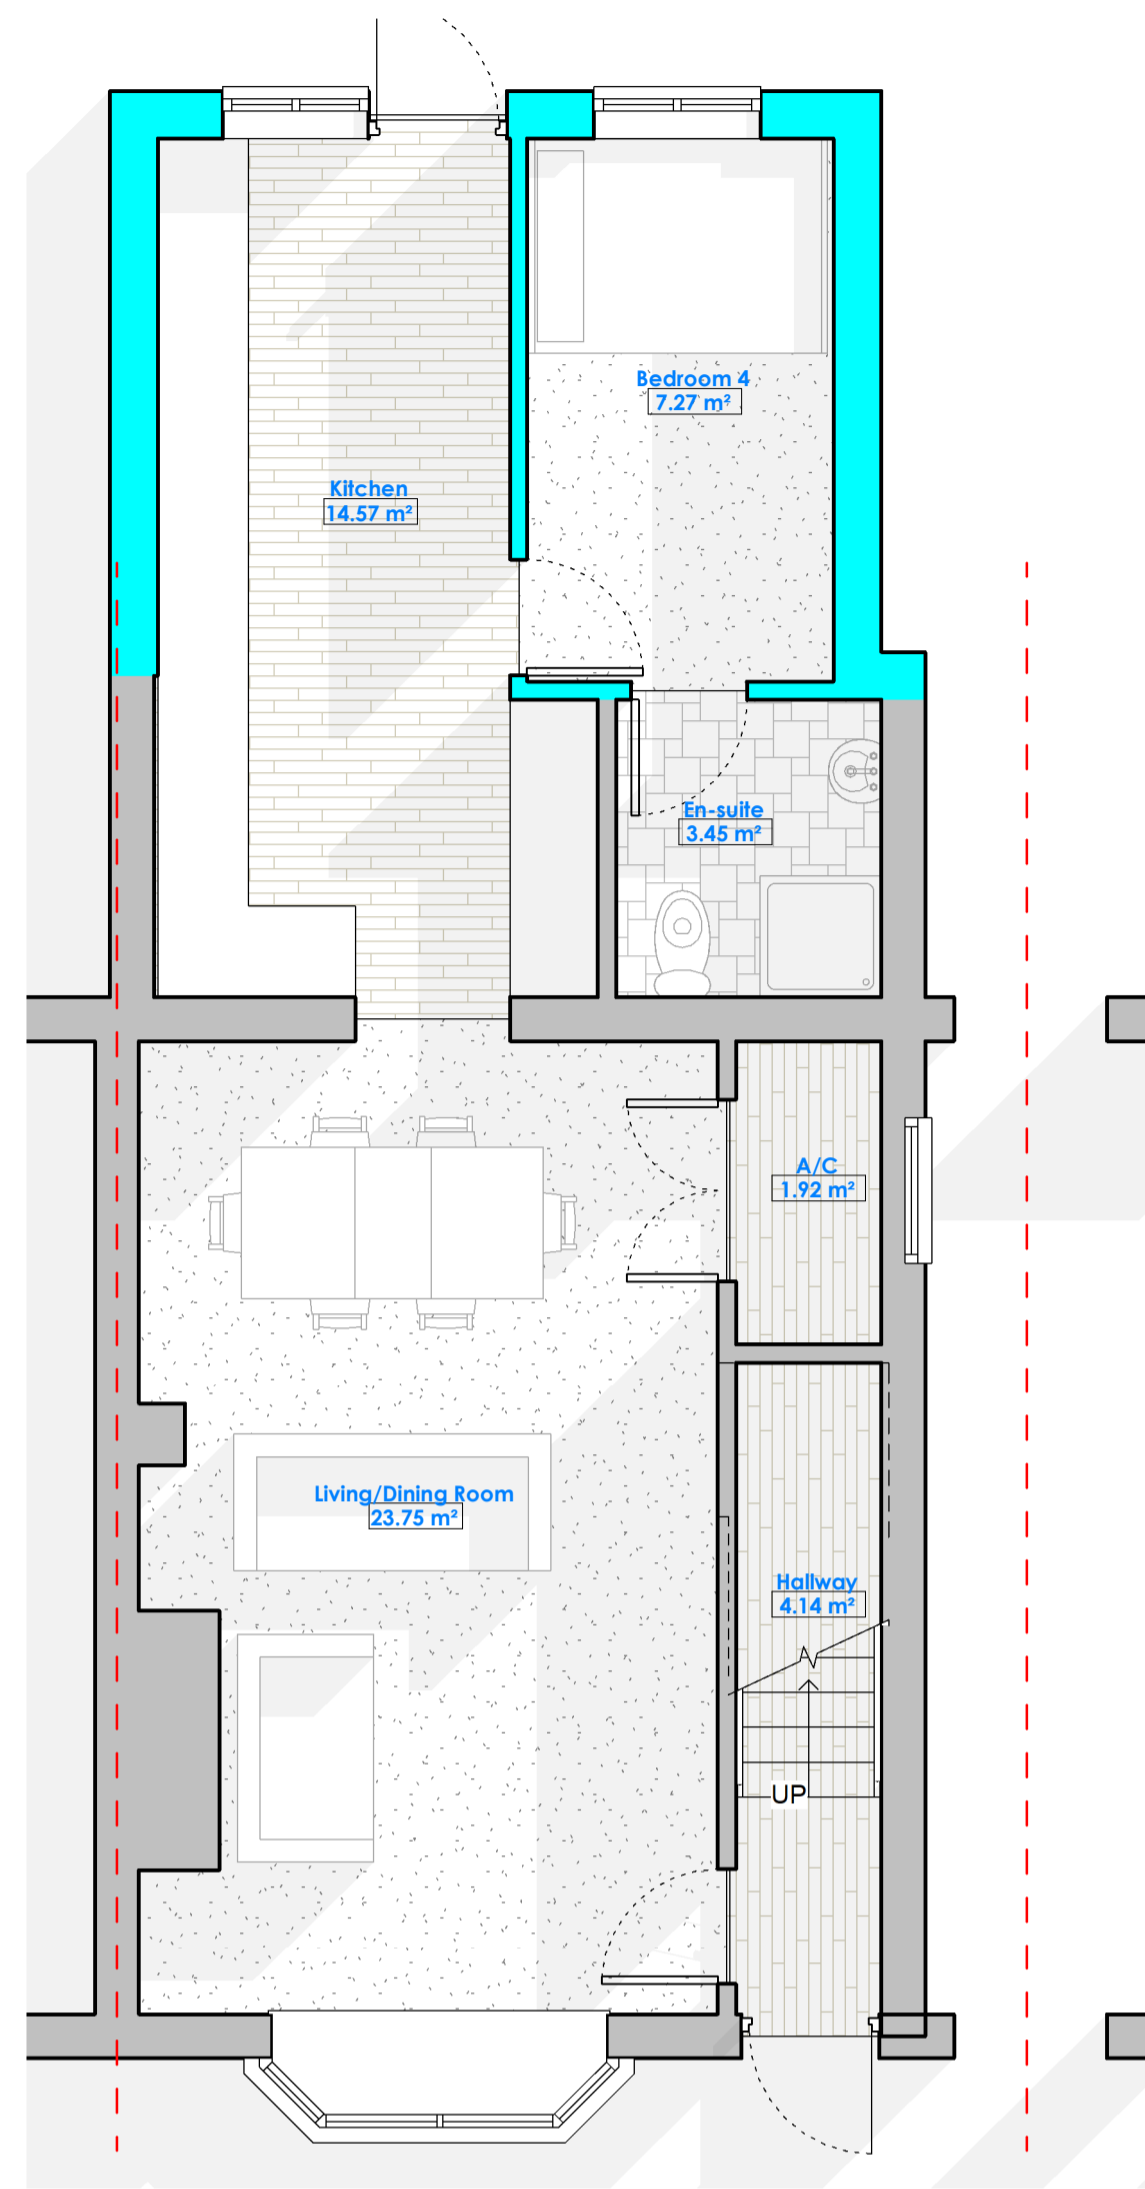 Bedroom 4
7.27 m²
Kitchen
14.57 m²
En-suite
3.45 m²
A/C
1.92 m²
Living/Dining Room
23.75 m²
Hallway
4.14 m²
UP